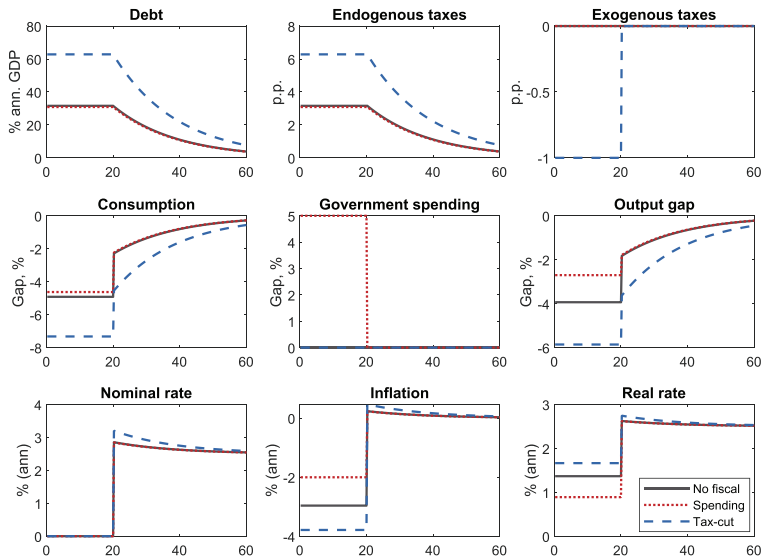 Debt
Endogenous taxes
Exogenous taxes
% ann. GDP
80
60
40
20
0
0 20 40 60
p.p.
8
6
4
2
0
0 20 40 60
p.p.
0
-0.5
-1
0 20 40 60
Consumption
Government spending
Output gap
Gap, %
0
-2
-4
-6
-8
0 20 40 60
Gap, %
5
4
3
2
1
0
0 20 40 60
Gap, %
0
-2
-4
-6
0 20 40 60
Nominal rate
Inflation
Real rate
% (ann)
4
3
2
1
0
0 20 40 60
% (ann)
0
-2
-4
0 20 40 60
% (ann)
3
2
1
0
0 20 40 60
No fiscal
Spending
Tax-cut